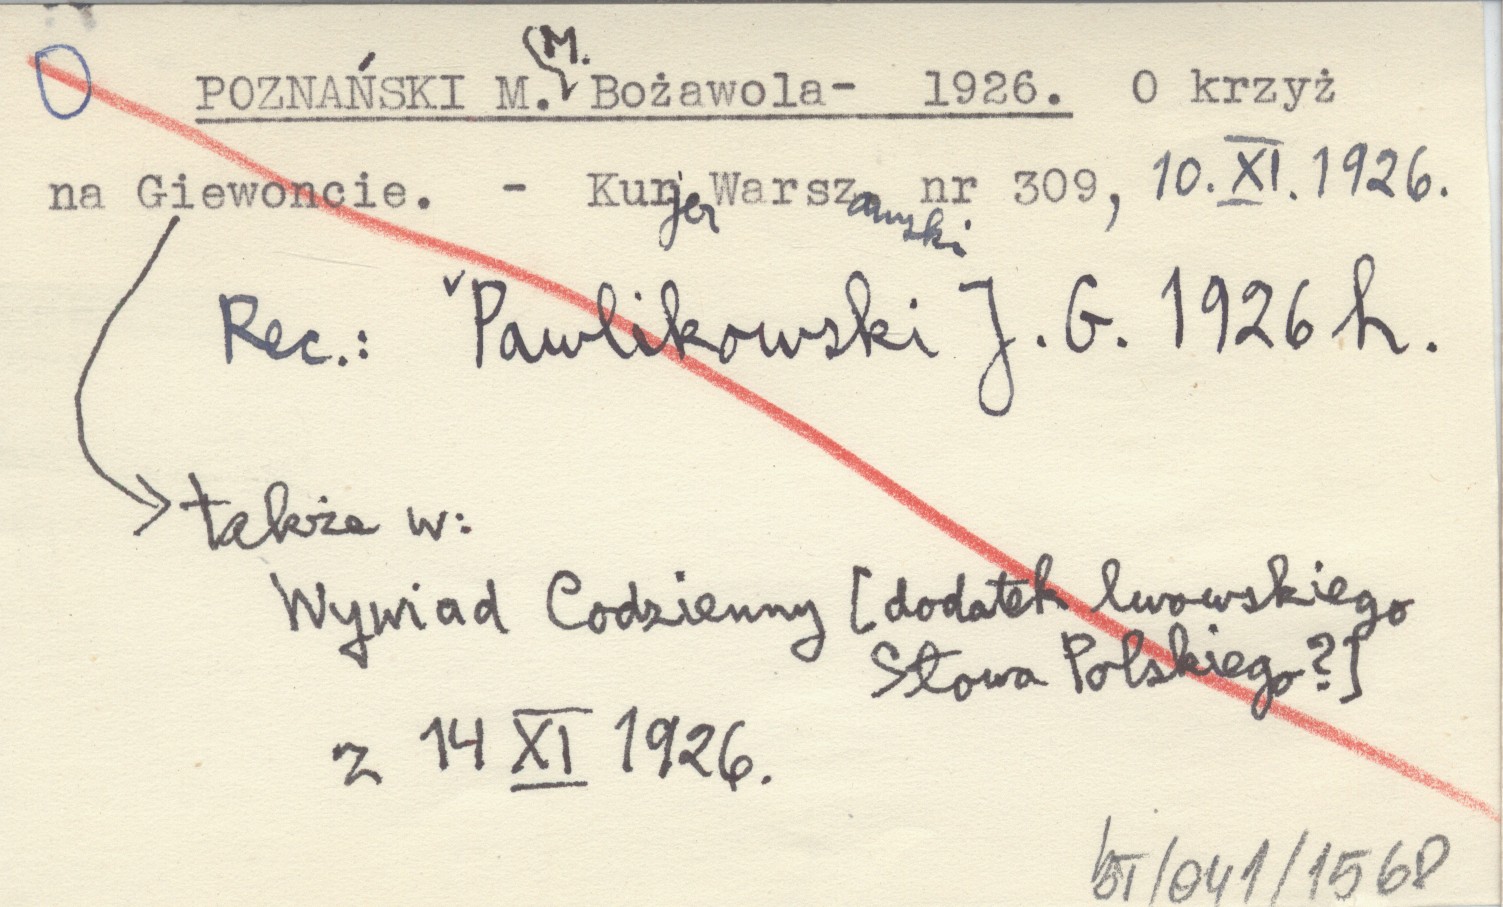 POZNAŃSKI M. M. Bożawola- 1926. O krzyż
na Giewoncie. - Kurjer Warszawski nr 309, 10. XI. 1926.
Rec.: Pawlikowski J. G. 1926 h.
także w:
Wywiad Codzienny [dodatek lwowskiego
Słowa Polskiego?]
z 14 XI 1926.
/041/1568